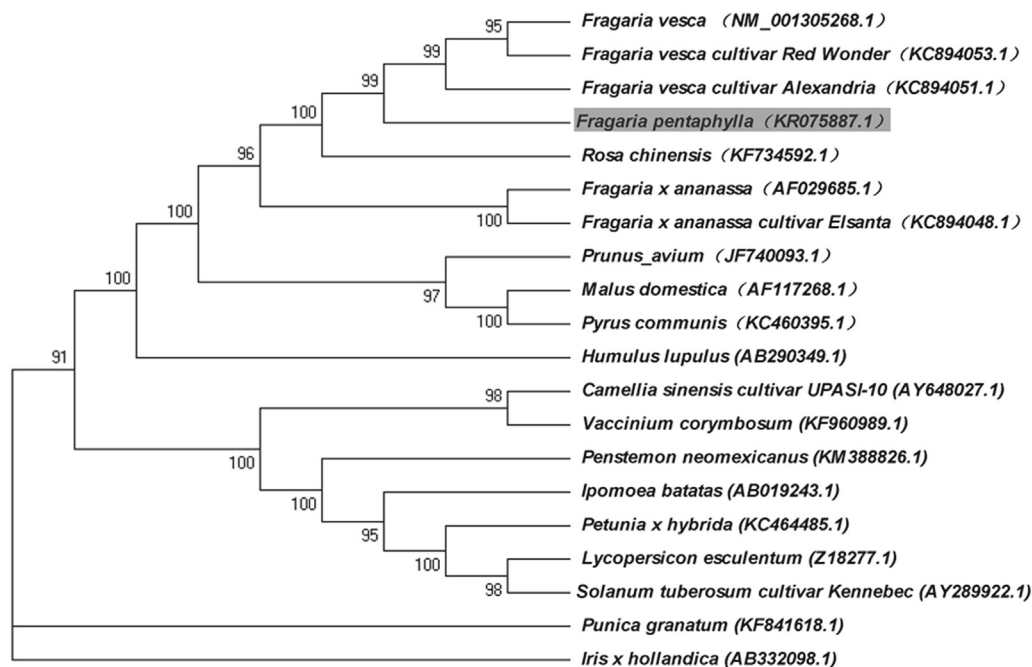 95 Fragaria vesca （NM_001305268.1）
99 Fragaria vesca cultivar Red Wonder（KC894053.1）
99 Fragaria vesca cultivar Alexandria（KC894051.1）
100 Fragaria pentaphylla（KR075887.1）
96 Rosa chinensis（KF734592.1）
Fragaria x ananassa（AF029685.1）
100 100 Fragaria x ananassa cultivar Elsanta（KC894048.1）
Prunus_avium（JF740093.1）
100 97 Malus domestica（AF117268.1）
100 Pyrus communis（KC460395.1）
91 Humulus lupulus (AB290349.1)
98 Camellia sinensis cultivar UPASI-10 (AY648027.1)
Vaccinium corymbosum (KF960989.1)
100 Penstemon neomexicanus (KM388826.1)
100 Ipomoea batatas (AB019243.1)
95 Petunia x hybrida (KC464485.1)
100 Lycopersicon esculentum (Z18277.1)
98 Solanum tuberosum cultivar Kennebec (AY289922.1)
Punica granatum (KF841618.1)
Iris x hollandica (AB332098.1)